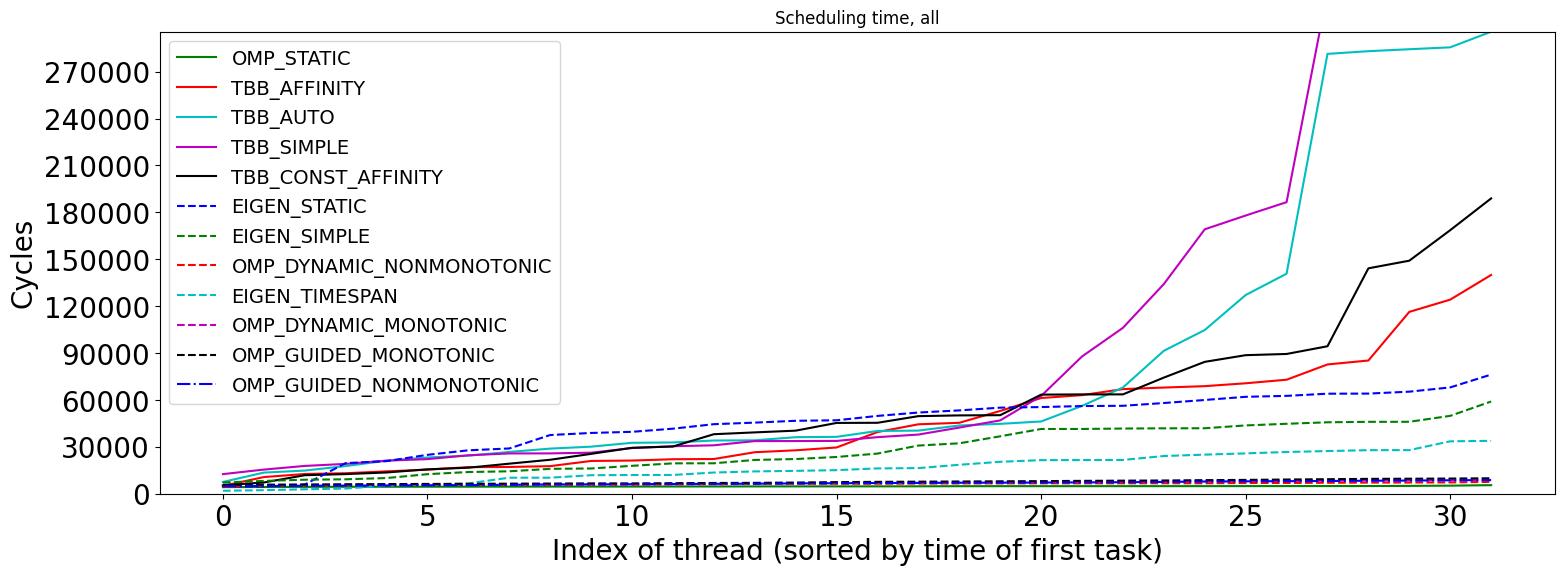 Scheduling time, all
Cycles
270000
240000
210000
180000
150000
120000
90000
60000
30000
0
OMP_STATIC
TBB_AFFINITY
TBB_AUTO
TBB_SIMPLE
TBB_CONST_AFFINITY
EIGEN_STATIC
EIGEN_SIMPLE
OMP_DYNAMIC_NONMONOTONIC
EIGEN_TIMESPAN
OMP_DYNAMIC_MONOTONIC
OMP_GUIDED_MONOTONIC
OMP_GUIDED_NONMONOTONIC
0 5 10 15 20 25 30
Index of thread (sorted by time of first task)